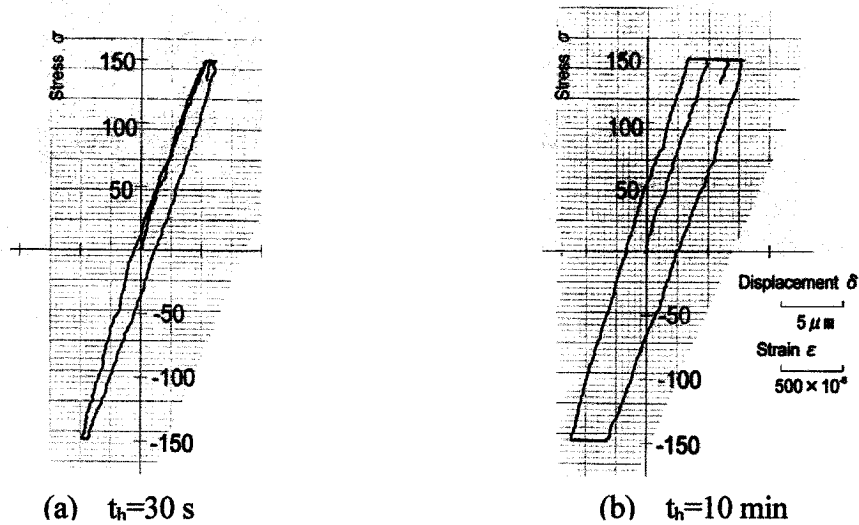 Stress σ
150
100
50
-50
-100
-150
(a) t_h=30 s
Stress σ
150
100
50
-50
-100
-150
Displacement δ
5 μm
Strain ε
500×10⁻⁶
(b) t_h=10 min